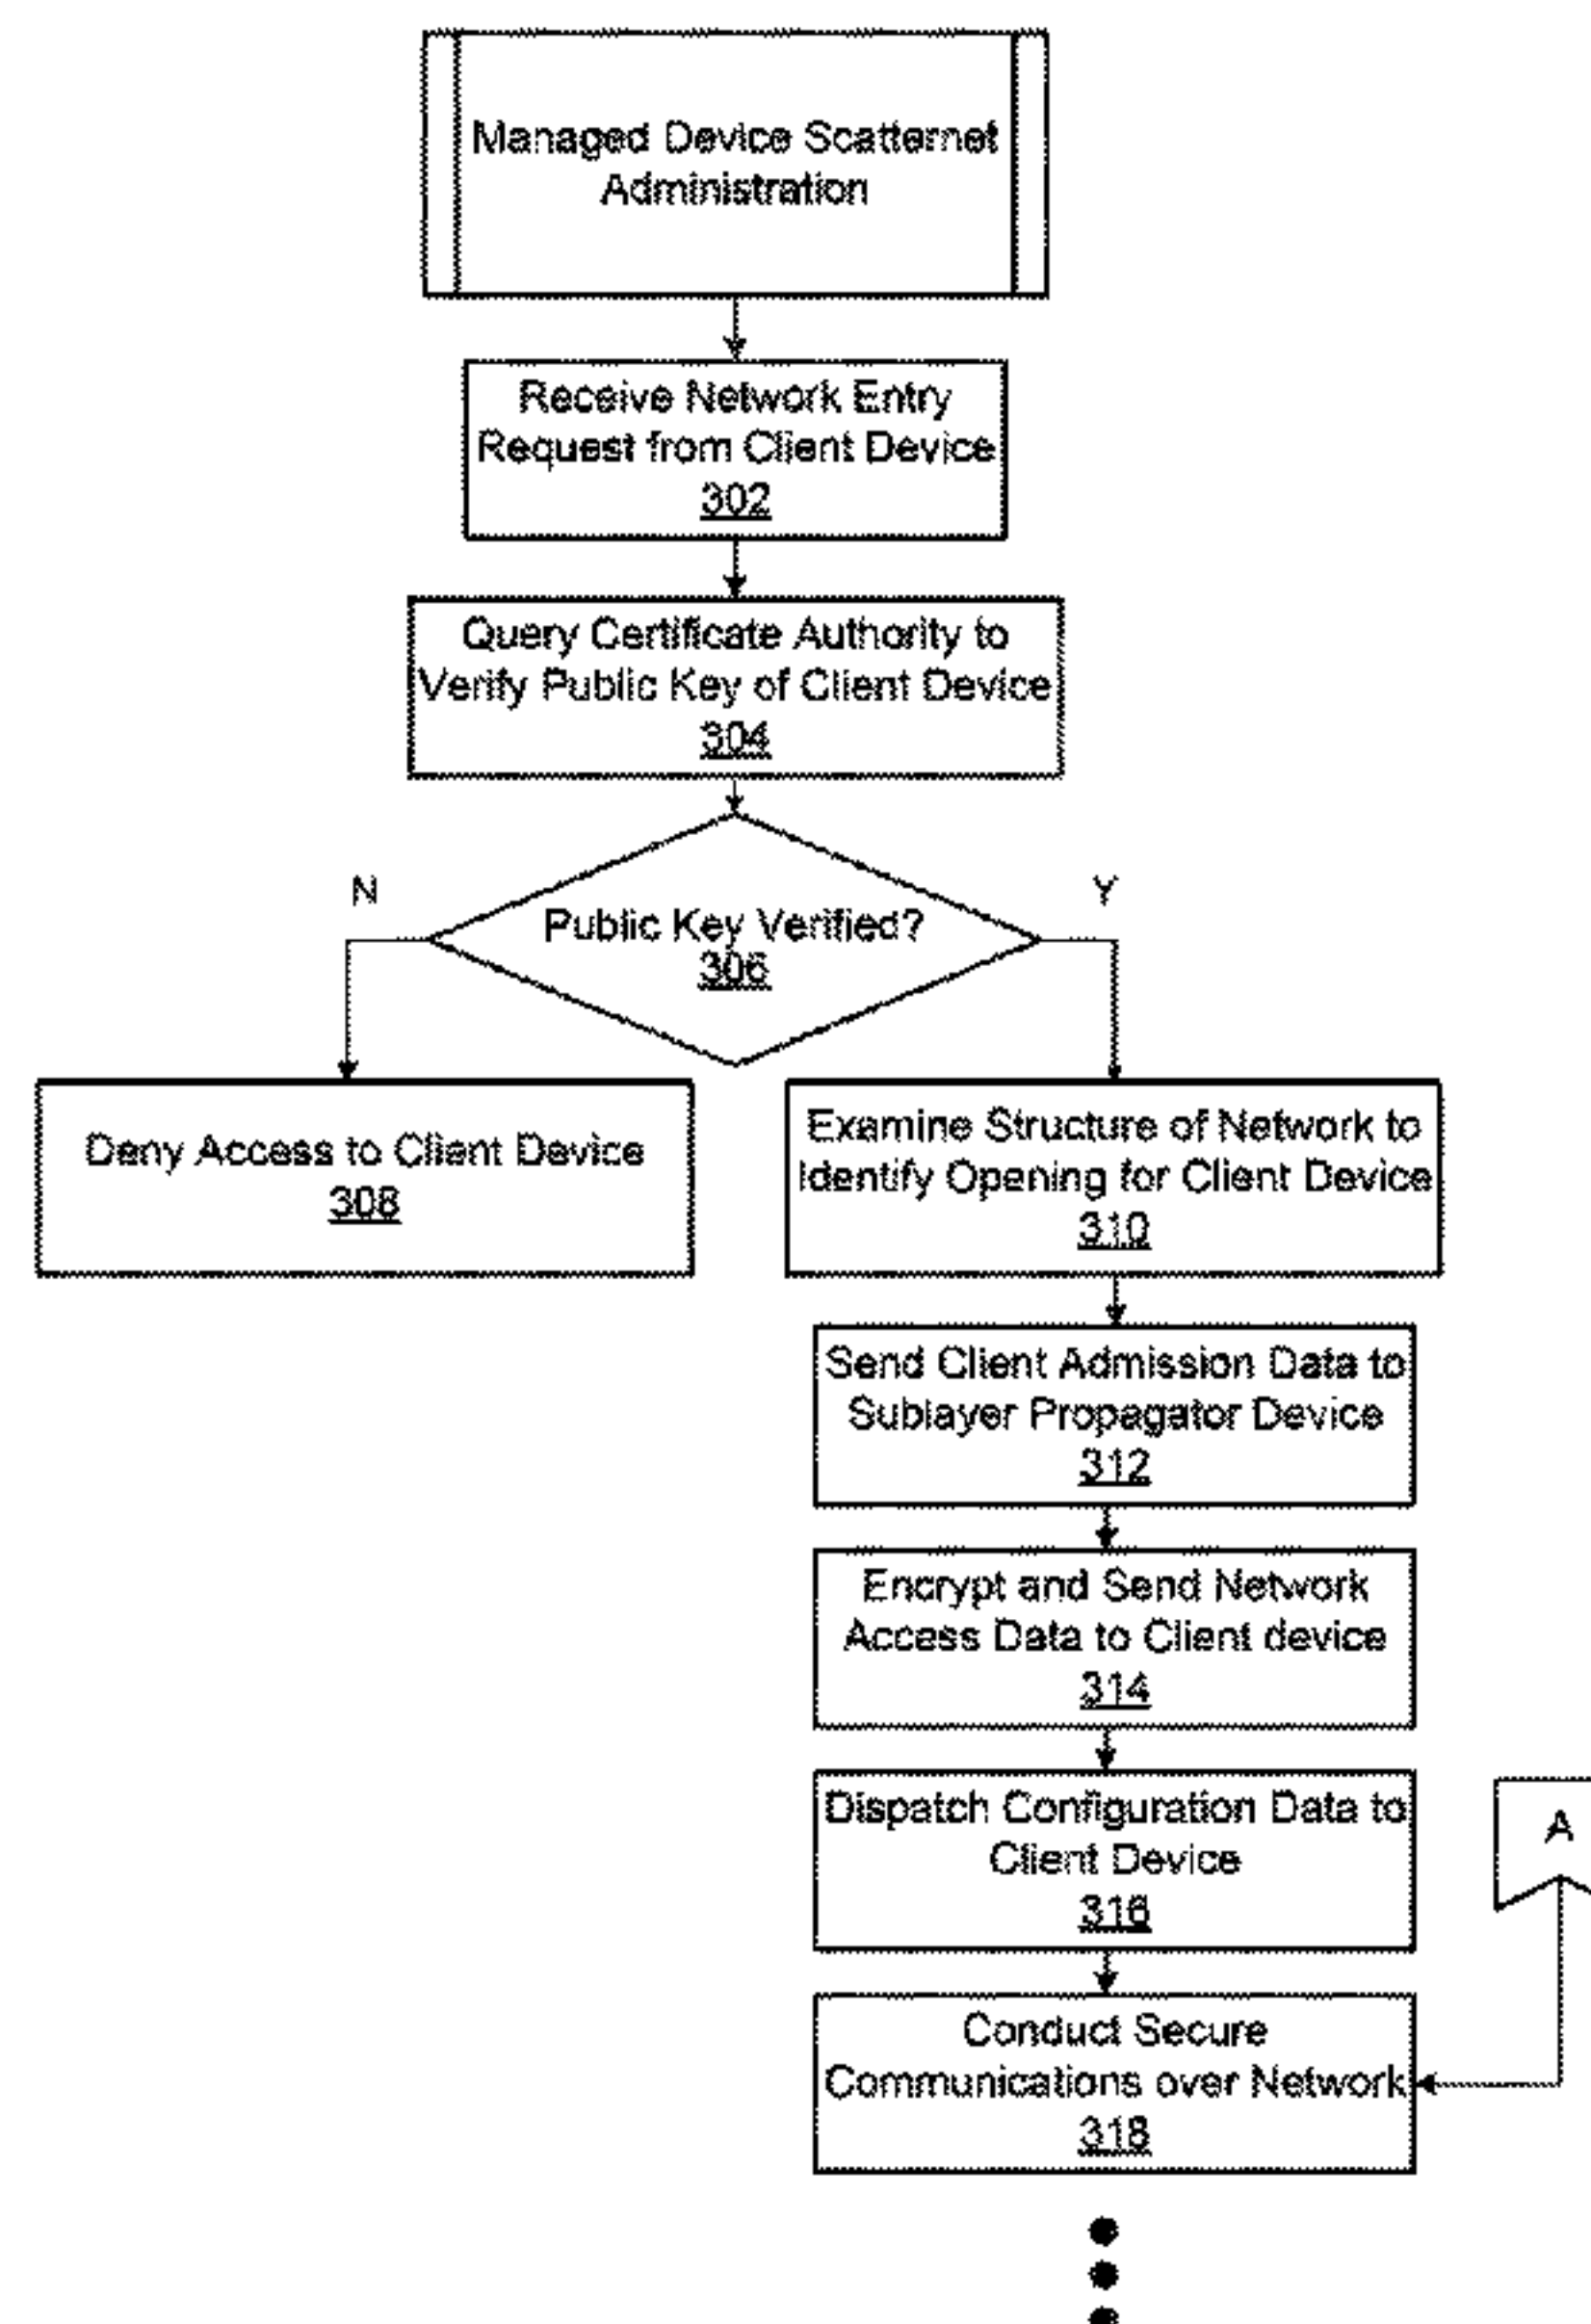 Managed Device Scatternet
Administration
Receive Network Entry
Request from Client Device
302
Query Certificate Authority to
Verify Public Key of Client Device
304
N
Y
Public Key Verified?
306
Deny Access to Client Device
308
Examine Structure of Network to
Identify Opening for Client Device
310
Send Client Admission Data to
Sublayer Propagator Device
312
Encrypt and Send Network
Access Data to Client device
314
Dispatch Configuration Data to
Client Device
316
A
Conduct Secure
Communications over Network
318